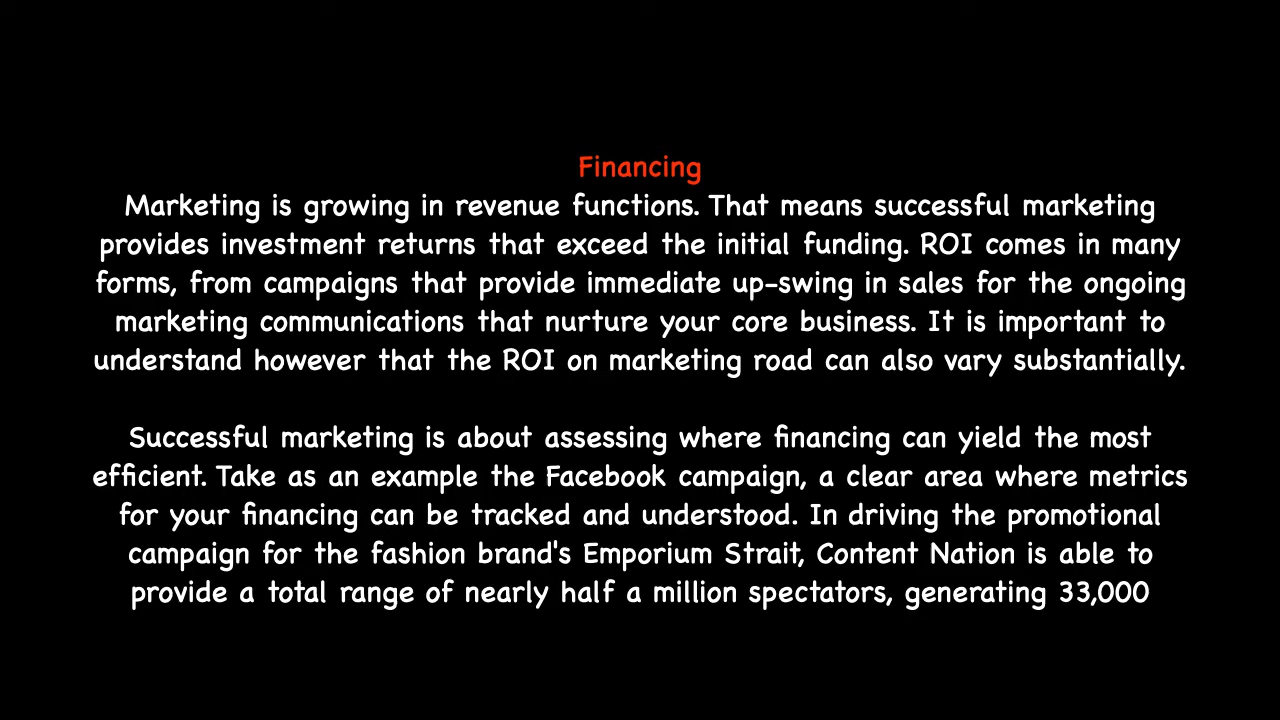 Financing
Marketing is growing in revenue functions. That means successful marketing
provides investment returns that exceed the initial funding. ROI comes in many
forms, from campaigns that provide immediate up-swing in sales for the ongoing
marketing communications that nurture your core business. It is important to
understand however that the ROI on marketing road can also vary substantially.
Successful marketing is about assessing where financing can yield the most
efficient. Take as an example the Facebook campaign, a clear area where metrics
for your financing can be tracked and understood. In driving the promotional
campaign for the fashion brand's Emporium Strait, Content Nation is able to
provide a total range of nearly half a million spectators, generating 33,000